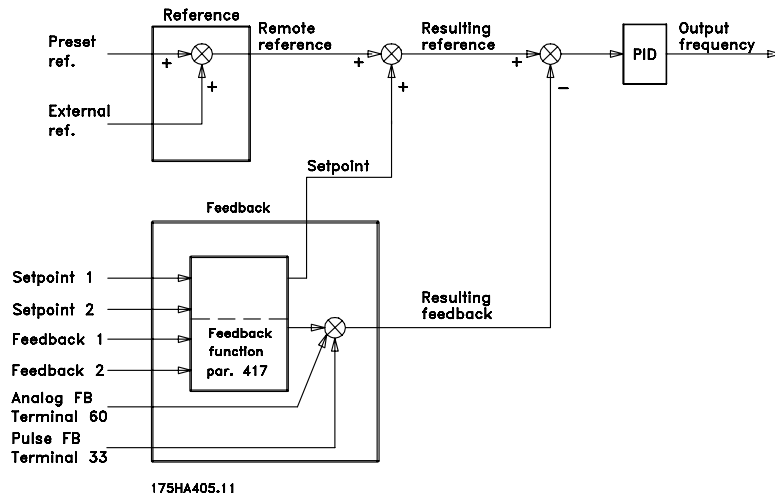 Reference
Preset
ref.
+
+
External
ref.
Remote
reference
+
+
Resulting
reference
+
-
PID
Output
frequency
Setpoint
Feedback
Setpoint 1
Setpoint 2
Feedback 1
Feedback 2
Analog FB
Terminal 60
Pulse FB
Terminal 33
Feedback
function
par. 417
Resulting
feedback
175HA405.11